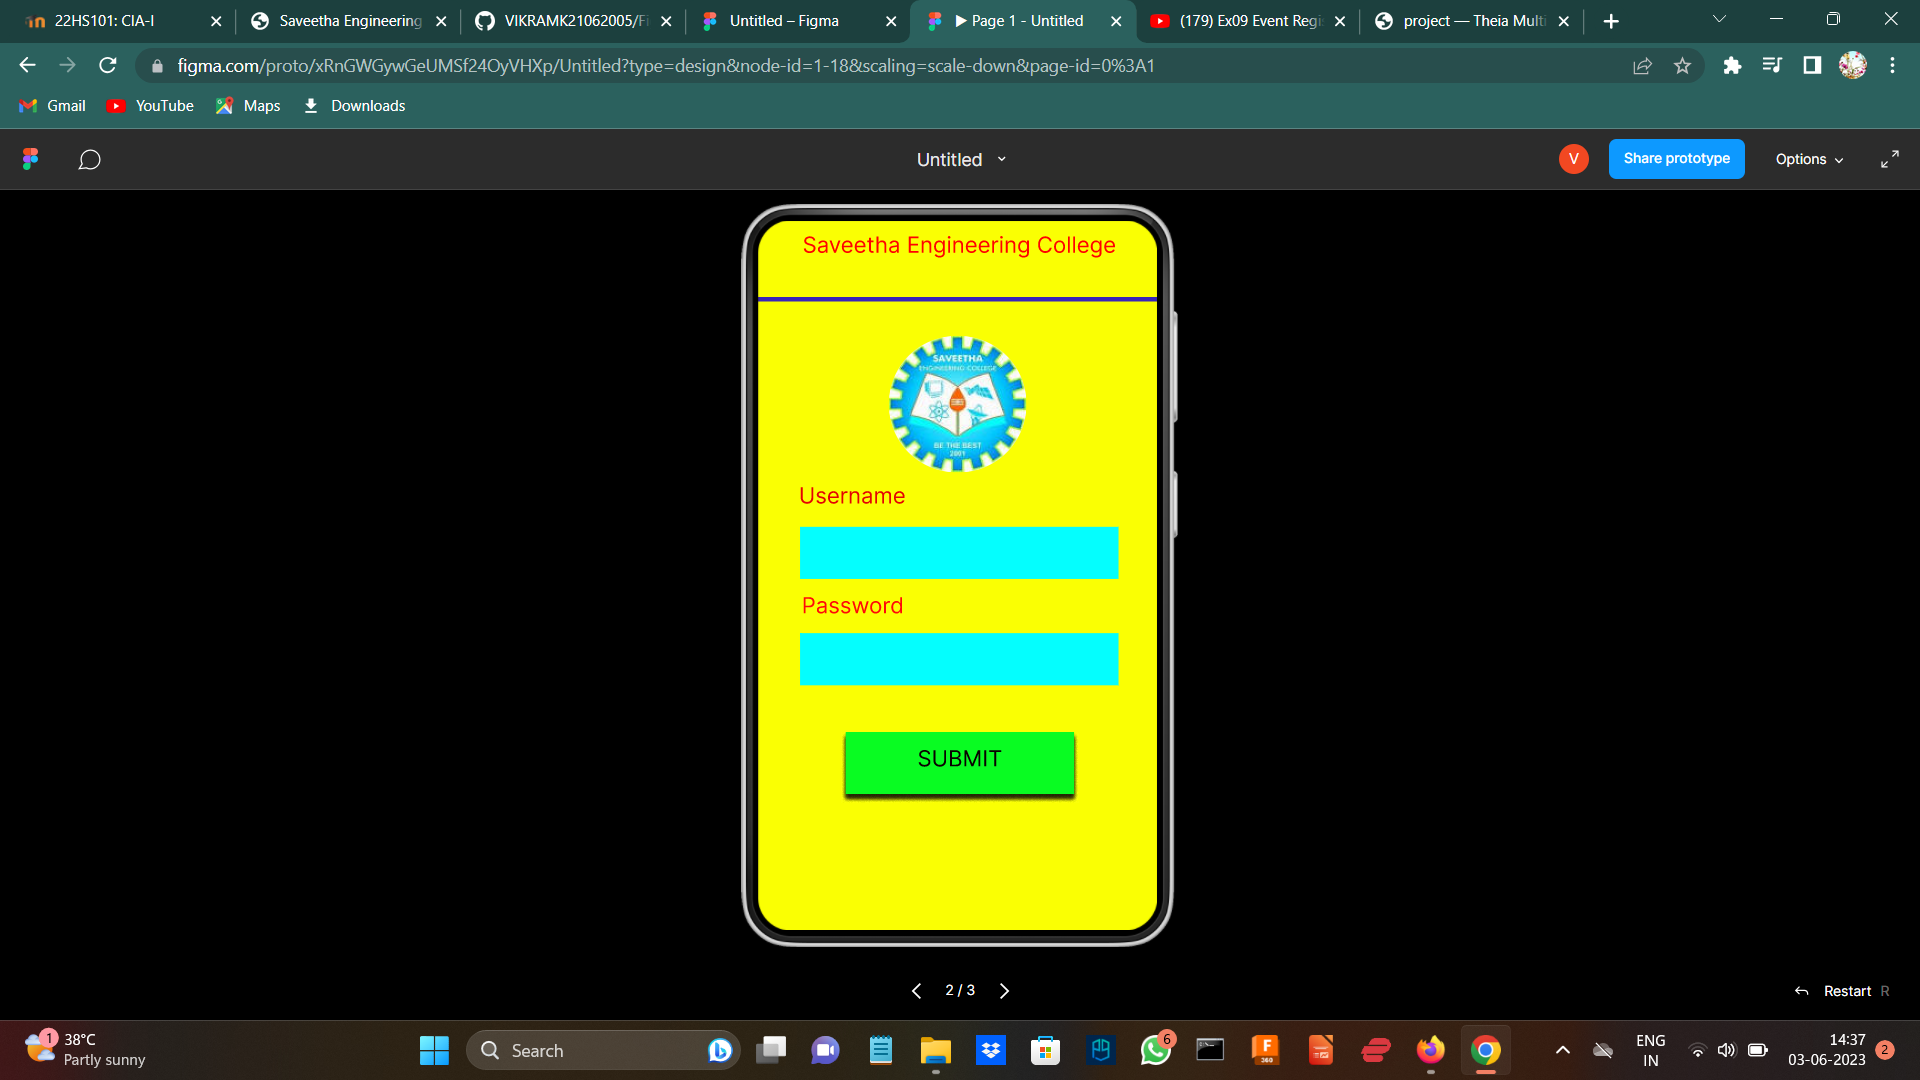 22HS101: CIA-I
Saveetha Engineering
VIKRAMK21062005/Fi
Untitled – Figma
Page 1 - Untitled
(179) Ex09 Event Regis
project — Theia Multi
figma.com/proto/xRnGWGywGeUMSf24OyVHXp/Untitled?type=design&node-id=1-18&scaling=scale-down&page-id=0%3A1
Gmail
YouTube
Maps
Downloads
Untitled
V
Share prototype
Options
Saveetha Engineering College
SAVEETHA
ENGINEERING COLLEGE
BE THE BEST
2001
Username
Password
SUBMIT
2 / 3
Restart R
1
38°C
Partly sunny
Search
6
F
360
ENG
IN
14:37
03-06-2023
2